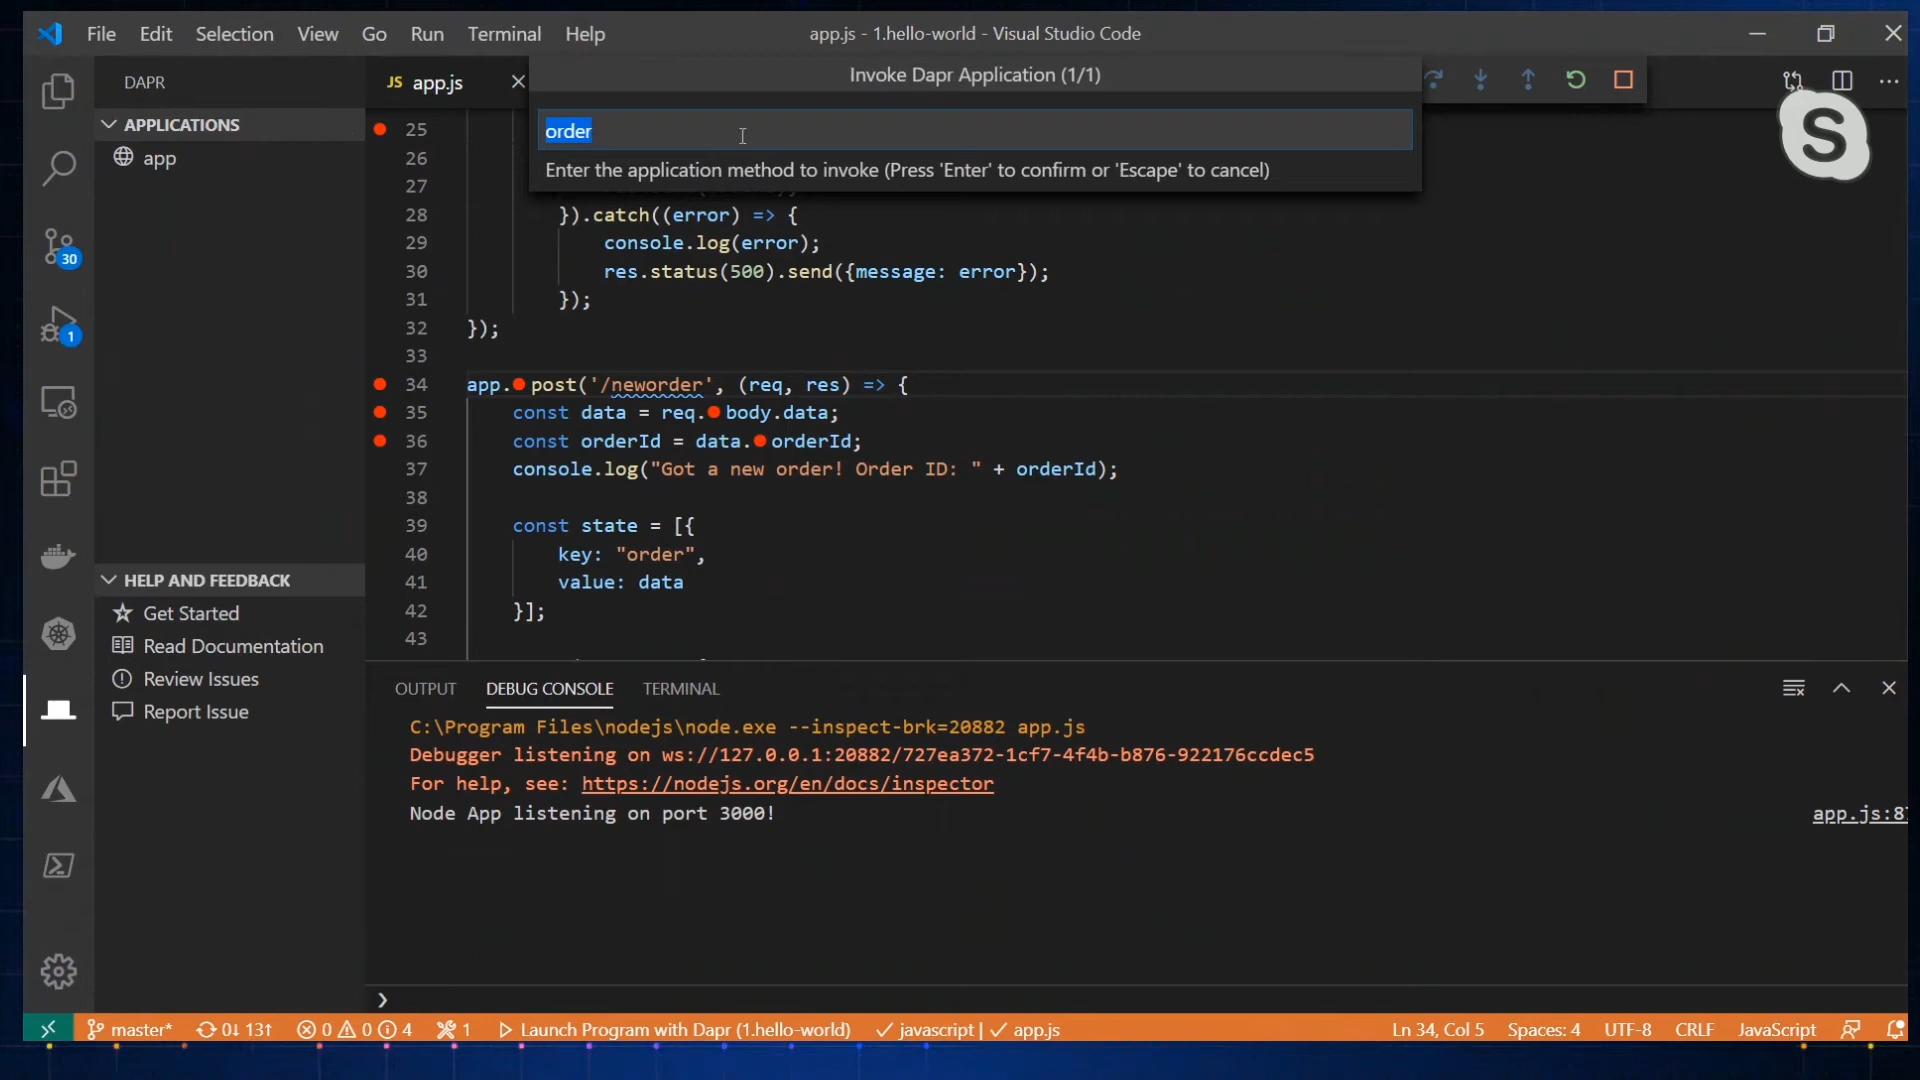 File Edit Selection View Go Run Terminal Help
app.js - 1.hello-world - Visual Studio Code
DAPR
JS app.js
Invoke Dapr Application (1/1)
order
Enter the application method to invoke (Press 'Enter' to confirm or 'Escape' to cancel)
S
APPLICATIONS
app
30
1
HELP AND FEEDBACK
Get Started
Read Documentation
Review Issues
Report Issue
25
26
27
28 }).catch((error) => {
29 console.log(error);
30 res.status(500).send({message: error});
31 });
32 });
33
34 app.post('/neworder', (req, res) => {
35 const data = req.body.data;
36 const orderId = data.orderId;
37 console.log("Got a new order! Order ID: " + orderId);
38
39 const state = [{
40 key: "order",
41 value: data
42 }];
43
OUTPUT DEBUG CONSOLE TERMINAL
C:\Program Files\nodejs\node.exe --inspect-brk=20882 app.js
Debugger listening on ws://127.0.0.1:20882/727ea372-1cf7-4f4b-b876-922176ccdec5
For help, see: https://nodejs.org/en/docs/inspector
Node App listening on port 3000!
app.js:87
master* 0↓ 13↑ 0 0 4 1 Launch Program with Dapr (1.hello-world) javascript | app.js
Ln 34, Col 5 Spaces: 4 UTF-8 CRLF JavaScript